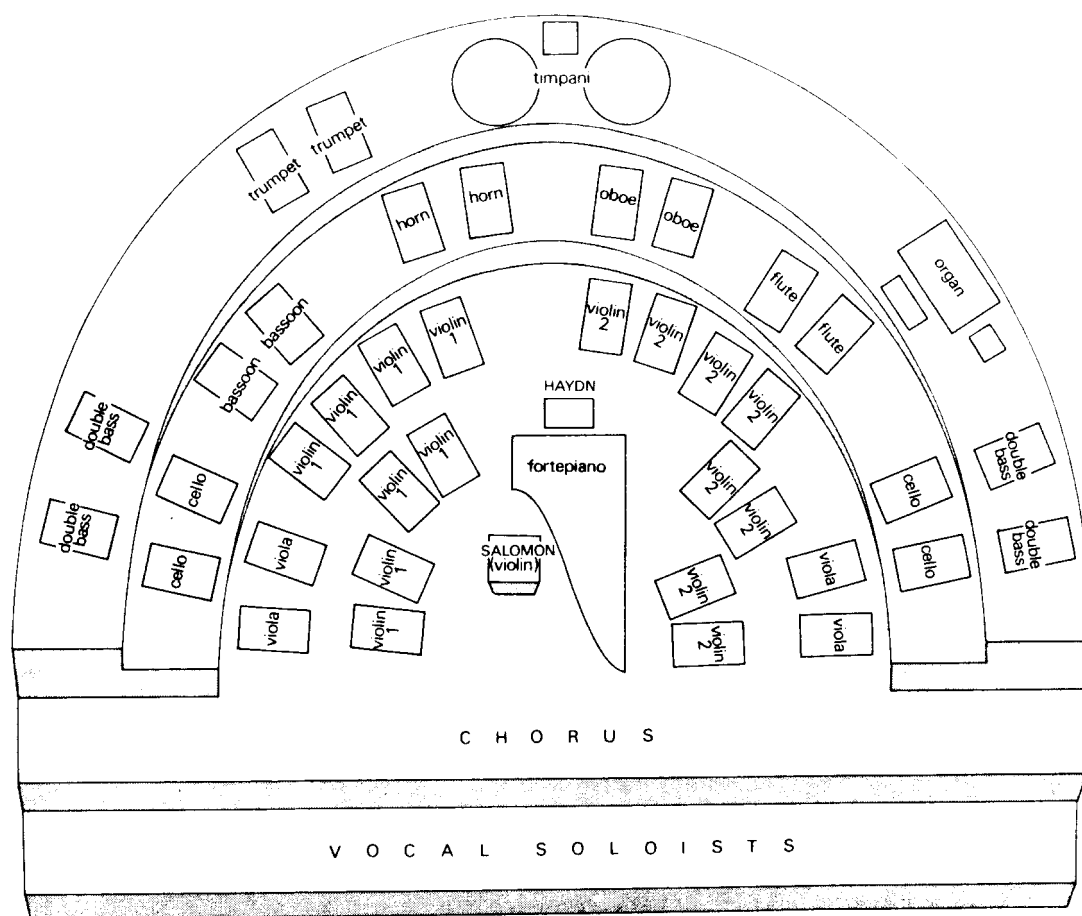 timpani
trumpet
trumpet
horn
horn
oboe
oboe
flute
flute
organ
bassoon
bassoon
violin
1
violin
1
violin
1
violin
1
violin
1
violin
1
violin
1
violin
1
violin
2
violin
2
violin
2
violin
2
violin
2
violin
2
violin
2
violin
2
HAYDN
fortepiano
SALOMON
(violin)
double
bass
double
bass
cello
cello
viola
viola
viola
viola
cello
cello
double
bass
double
bass
CHORUS
VOCAL SOLOISTS